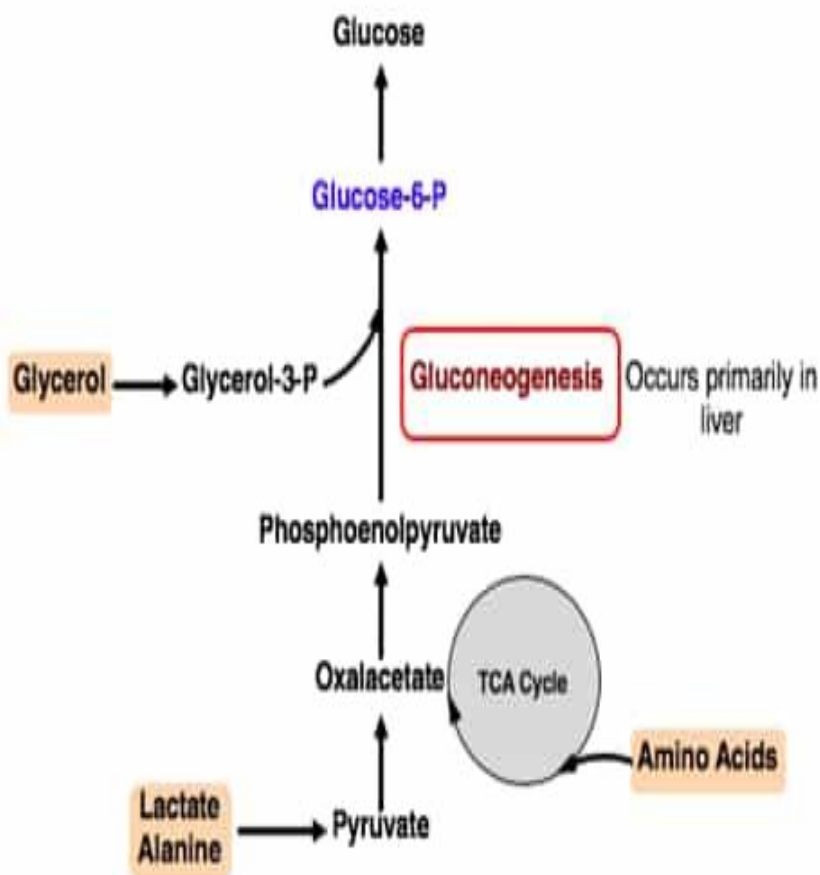 Glucose
Glucose-6-P
Glycerol
Glycerol-3-P
Gluconeogenesis
Occurs primarily in
liver
Phosphoenolpyruvate
Oxalacetate
TCA Cycle
Amino Acids
Lactate
Alanine
Pyruvate